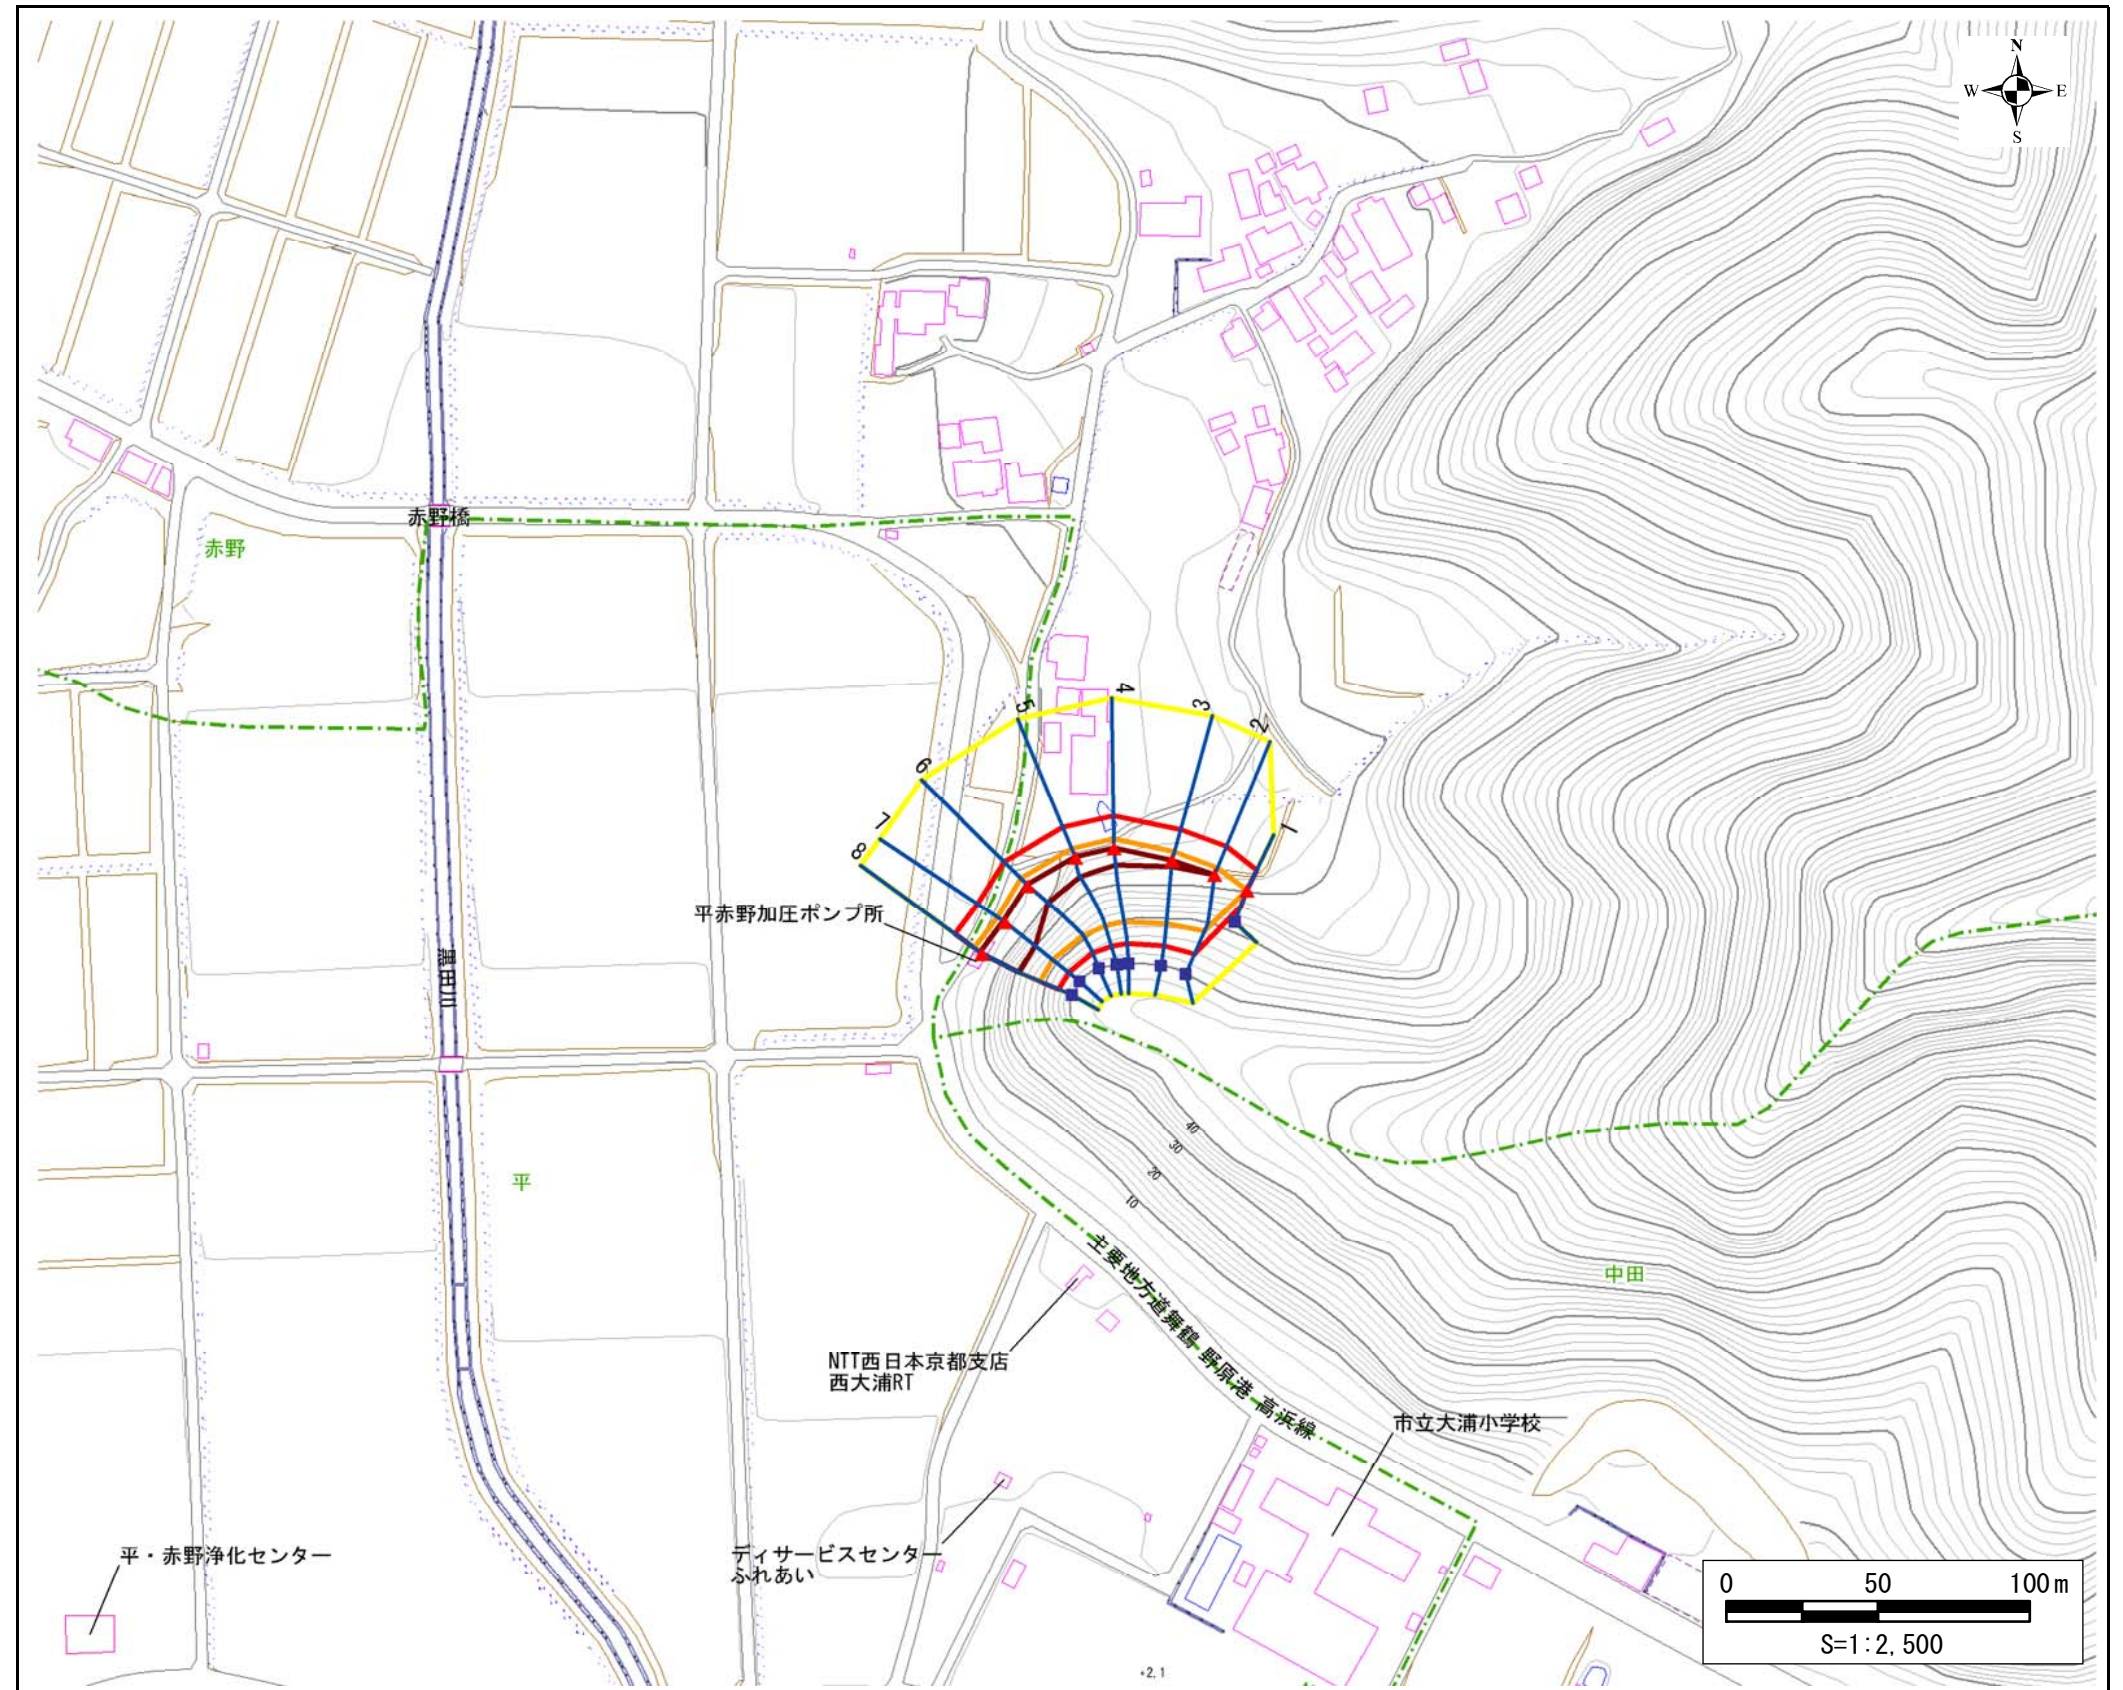 N
W E
S
赤野橋
赤野
4
3
2
5
6
7
1
8
平赤野加圧ポンプ所
黒田川
40
30
20
10
平
主要地方道舞鶴 野原港 高浜線
中田
NTT西日本京都支店
西大浦RT
市立大浦小学校
平・赤野浄化センター
ディサービスセンター
ふれあい
+2.1
0 50 100m
S=1:2,500